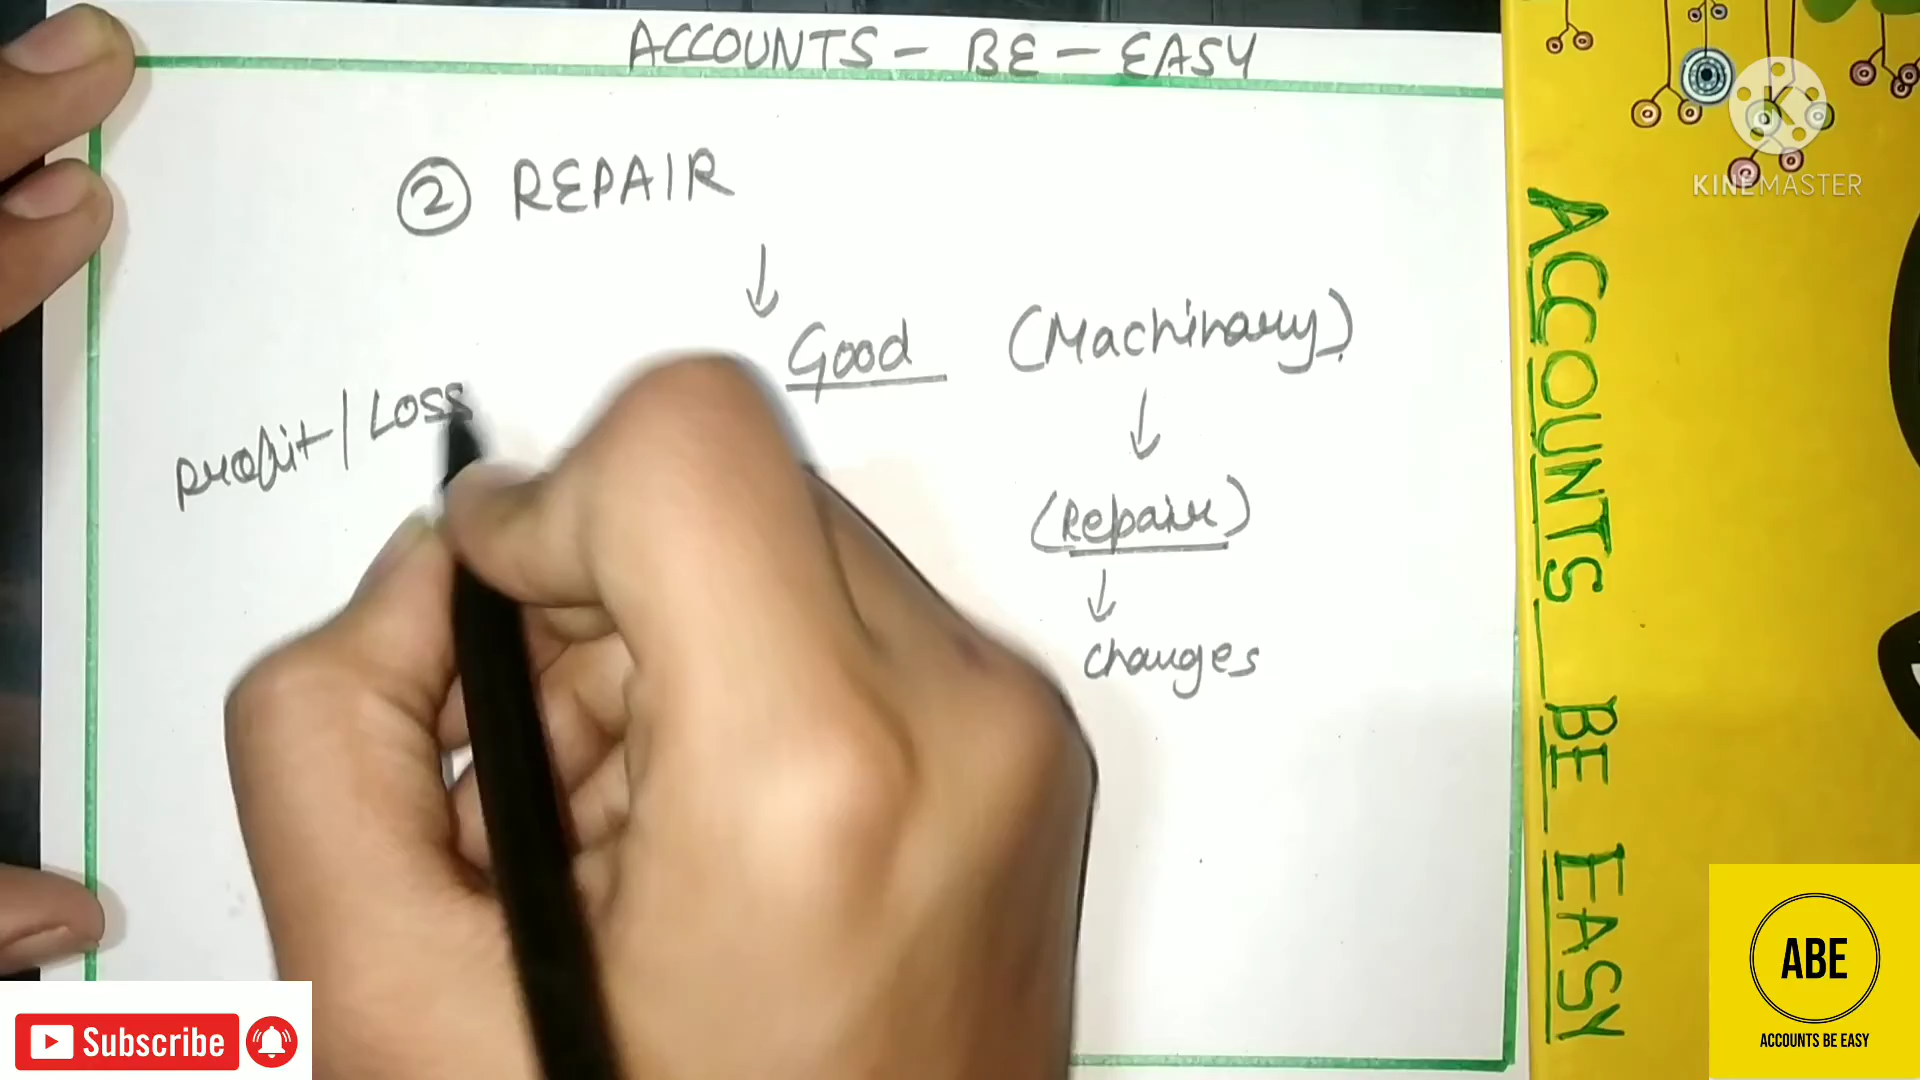 ACCOUNTS - BE - EASY
② REPAIR
Good (Machinary)
Profit / Loss
(Repair)
Changes
KINEMASTER
ACCOUNTS BE EASY
Subscribe
ABE
ACCOUNTS BE EASY